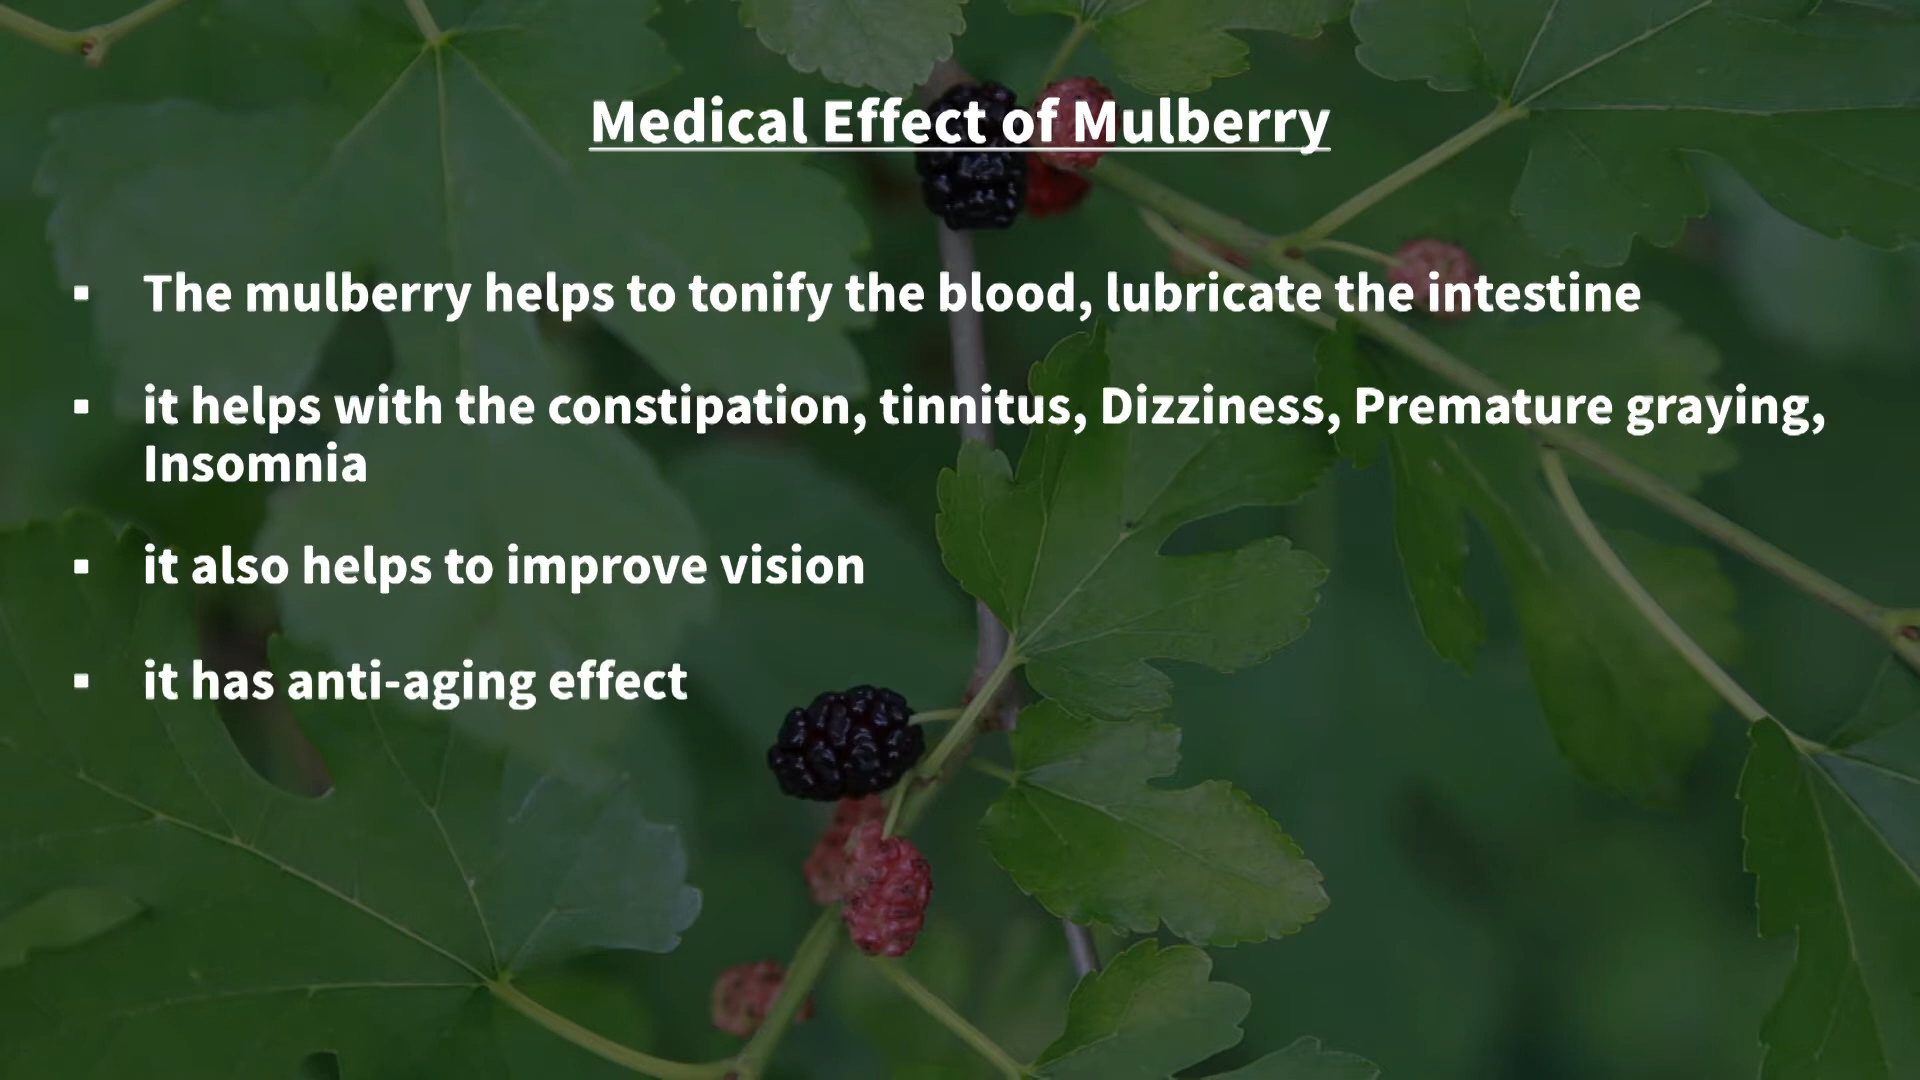 Medical Effect of Mulberry
▪ The mulberry helps to tonify the blood, lubricate the intestine
▪ it helps with the constipation, tinnitus, Dizziness, Premature graying,
Insomnia
▪ it also helps to improve vision
▪ it has anti-aging effect